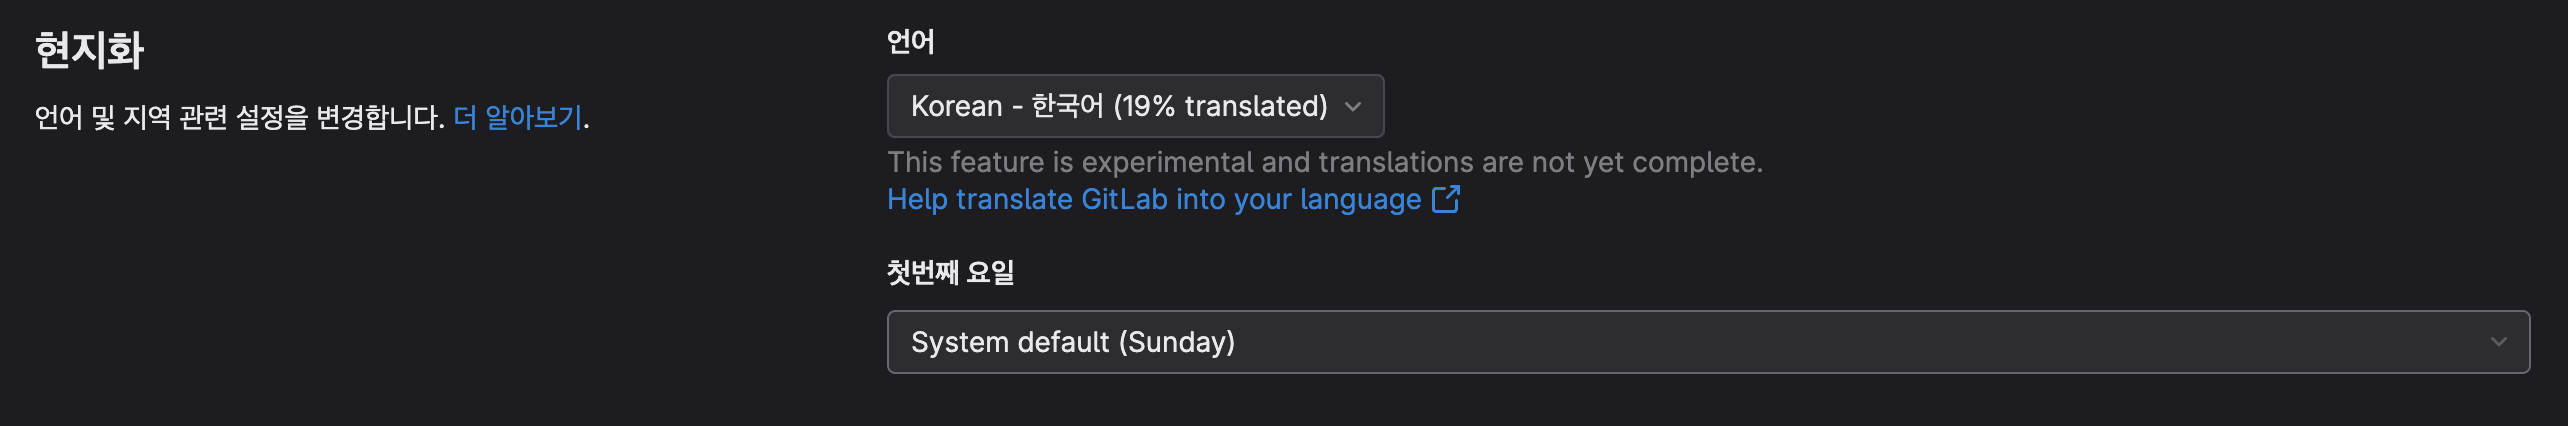 현지화
언어 및 지역 관련 설정을 변경합니다. 더 알아보기.
언어
Korean - 한국어 (19% translated)
This feature is experimental and translations are not yet complete.
Help translate GitLab into your language
첫번째 요일
System default (Sunday)